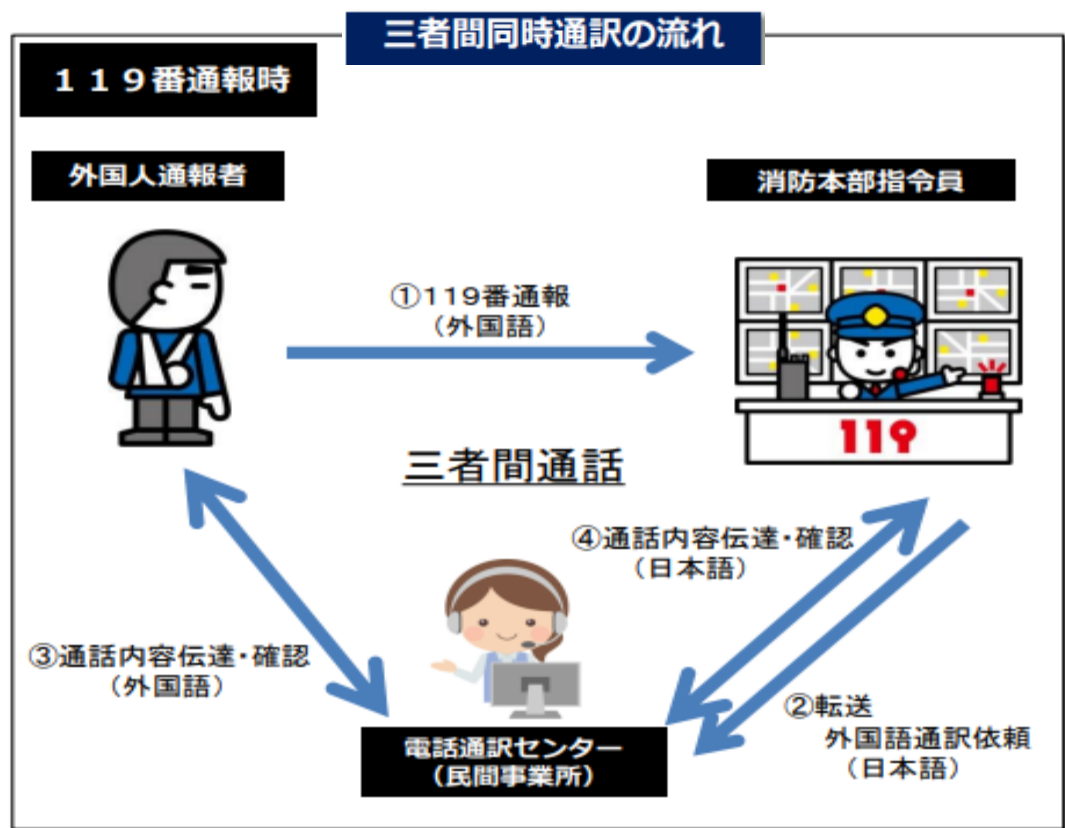 三者間同時通訳の流れ
１１９番通報時
外国人通報者
消防本部指令員
①119番通報
（外国語）
119
三者間通話
④通話内容伝達・確認
（日本語）
③通話内容伝達・確認
（外国語）
②転送
外国語通訳依頼
（日本語）
電話通訳センター
（民間事業所）